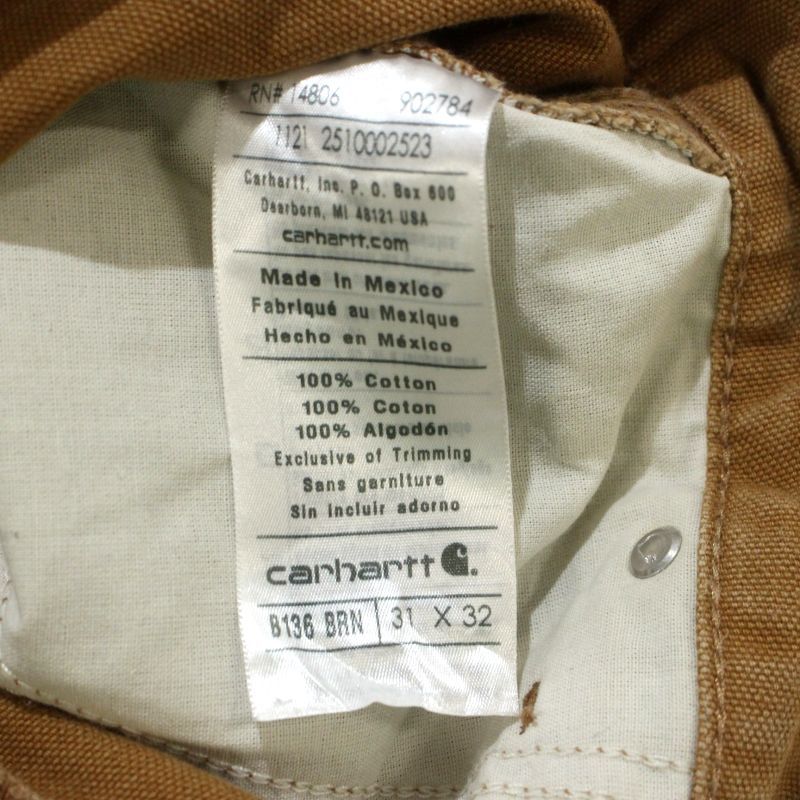 RN# 14806 902784
1121 2510002523
Carhartt, Inc. P. O. Box 600
Dearborn, MI 48121 USA
carhartt.com
Made in Mexico
Fabriqué au Mexique
Hecho en México
100% Cotton
100% Coton
100% Algodón
Exclusive of Trimming
Sans garniture
Sin incluir adorno
carhartt
B136 BRN 31 X 32